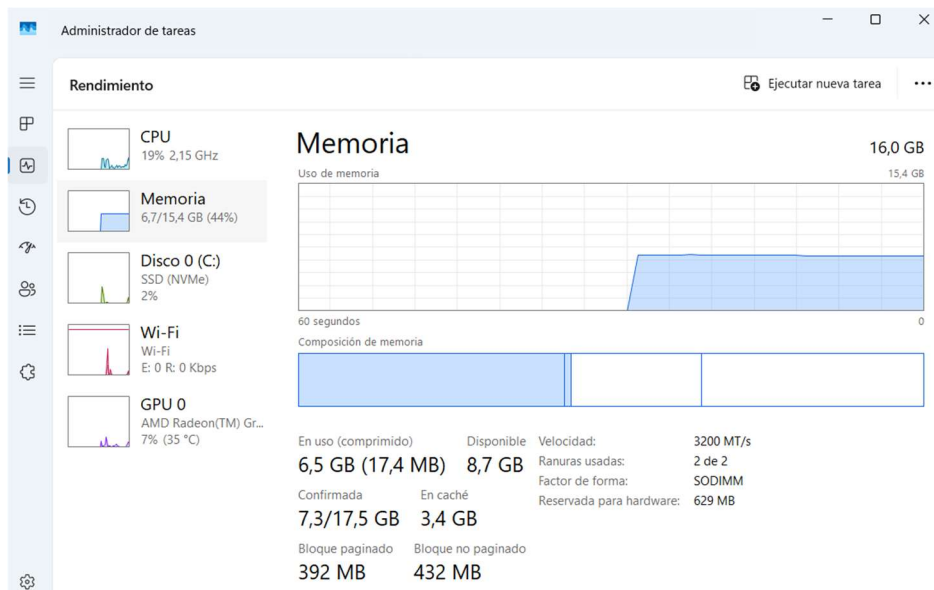 Administrador de tareas
Rendimiento
Ejecutar nueva tarea
CPU
19% 2,15 GHz
Memoria
6,7/15,4 GB (44%)
Disco 0 (C:)
SSD (NVMe)
2%
Wi-Fi
Wi-Fi
E: 0 R: 0 Kbps
GPU 0
AMD Radeon(TM) Gr...
7% (35 °C)
Memoria
16,0 GB
Uso de memoria
15,4 GB
60 segundos
0
Composición de memoria
En uso (comprimido)
6,5 GB (17,4 MB)
Disponible
8,7 GB
Confirmada
7,3/17,5 GB
En caché
3,4 GB
Bloque paginado
392 MB
Bloque no paginado
432 MB
Velocidad: 3200 MT/s
Ranuras usadas: 2 de 2
Factor de forma: SODIMM
Reservada para hardware: 629 MB